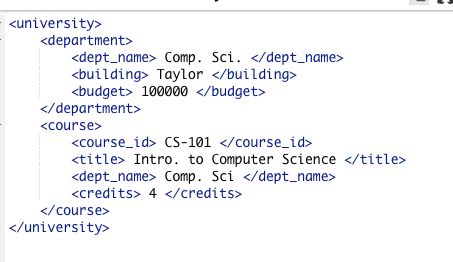 <university>
<department>
<dept_name> Comp. Sci. </dept_name>
<building> Taylor </building>
<budget> 100000 </budget>
</department>
<course>
<course_id> CS-101 </course_id>
<title> Intro. to Computer Science </title>
<dept_name> Comp. Sci </dept_name>
<credits> 4 </credits>
</course>
</university>